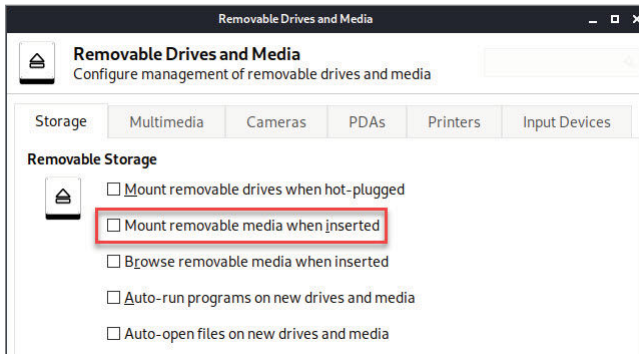 Removable Drives and Media
Removable Drives and Media
Configure management of removable drives and media
Storage Multimedia Cameras PDAs Printers Input Devices
Removable Storage
Mount removable drives when hot-plugged
Mount removable media when inserted
Browse removable media when inserted
Auto-run programs on new drives and media
Auto-open files on new drives and media